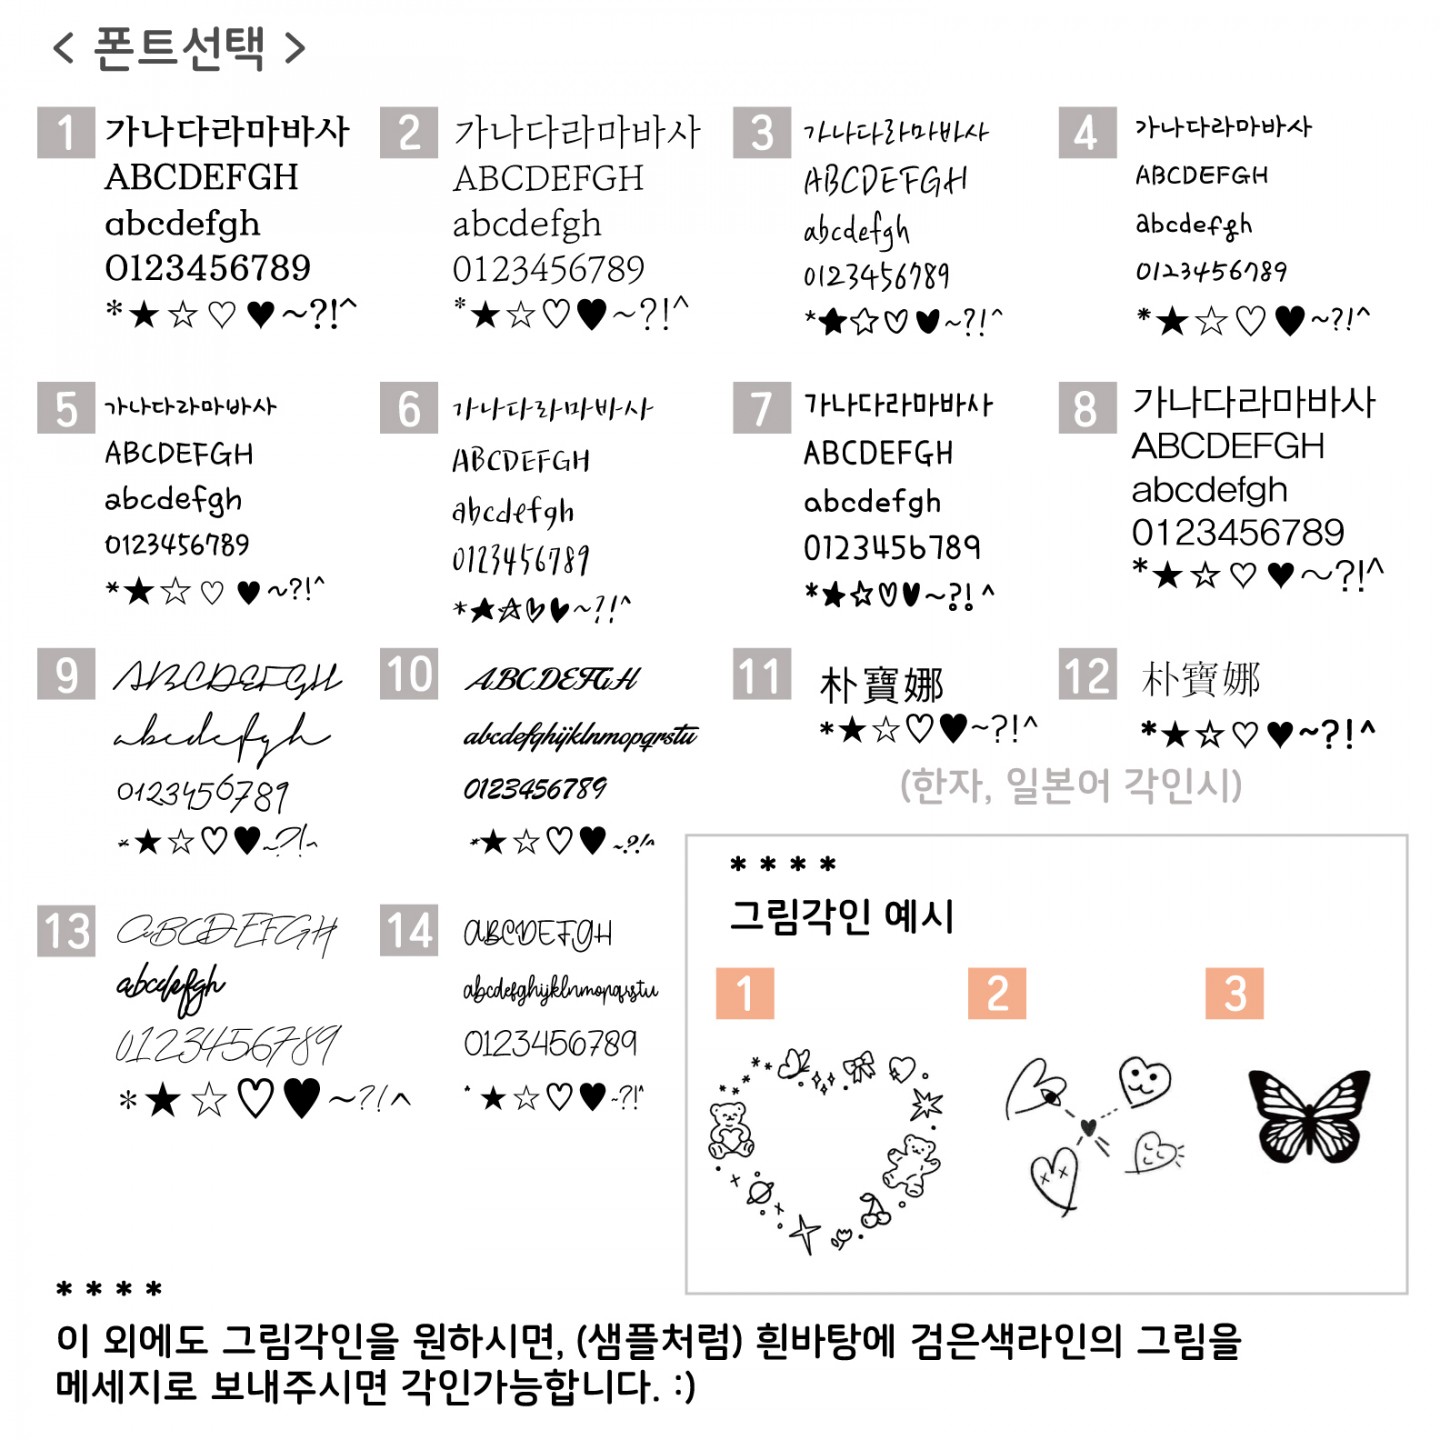 < 폰트선택 >
1 가나다라마바사
ABCDEFGH
abcdefgh
0123456789
*★☆♡♥~?!^
2 가나다라마바사
ABCDEFGH
abcdefgh
0123456789
*★☆♡♥~?!^
3 가나다라마바사
ABCDEFGH
abcdefgh
0123456789
*★☆♡♥~?!^
4 가나다라마바사
ABCDEFGH
abcdefgh
0123456789
*★☆♡♥~?!^
5 가나다라마바사
ABCDEFGH
abcdefgh
0123456789
*★☆♡♥~?!^
6 가나다라마바사
ABCDEFGH
abcdefgh
0123456789
*★☆♡♥~?!^
7 가나다라마바사
ABCDEFGH
abcdefgh
0123456789
*★☆♡♥~?!^
8 가나다라마바사
ABCDEFGH
abcdefgh
0123456789
*★☆♡♥~?!^
9 ABCDEFGH
abcdefgh
0123456789
*★☆♡♥~?!^
10 ABCDEFGH
abcdefghijklnmopqrstu
0123456789
*★☆♡♥~?!^
11 朴寶娜
*★☆♡♥~?!^
12 朴寶娜
*★☆♡♥~?!^
(한자, 일본어 각인시)
13 ABCDEFGH
abcdefgh
0123456789
*★☆♡♥~?!^
14 ABCDEFGH
abcdefghijklnmopqrstu
0123456789
*★☆♡♥~?!^
* * * *
그림각인 예시
1
2
3
* * * *
이 외에도 그림각인을 원하시면, (샘플처럼) 흰바탕에 검은색라인의 그림을
메세지로 보내주시면 각인가능합니다. :)